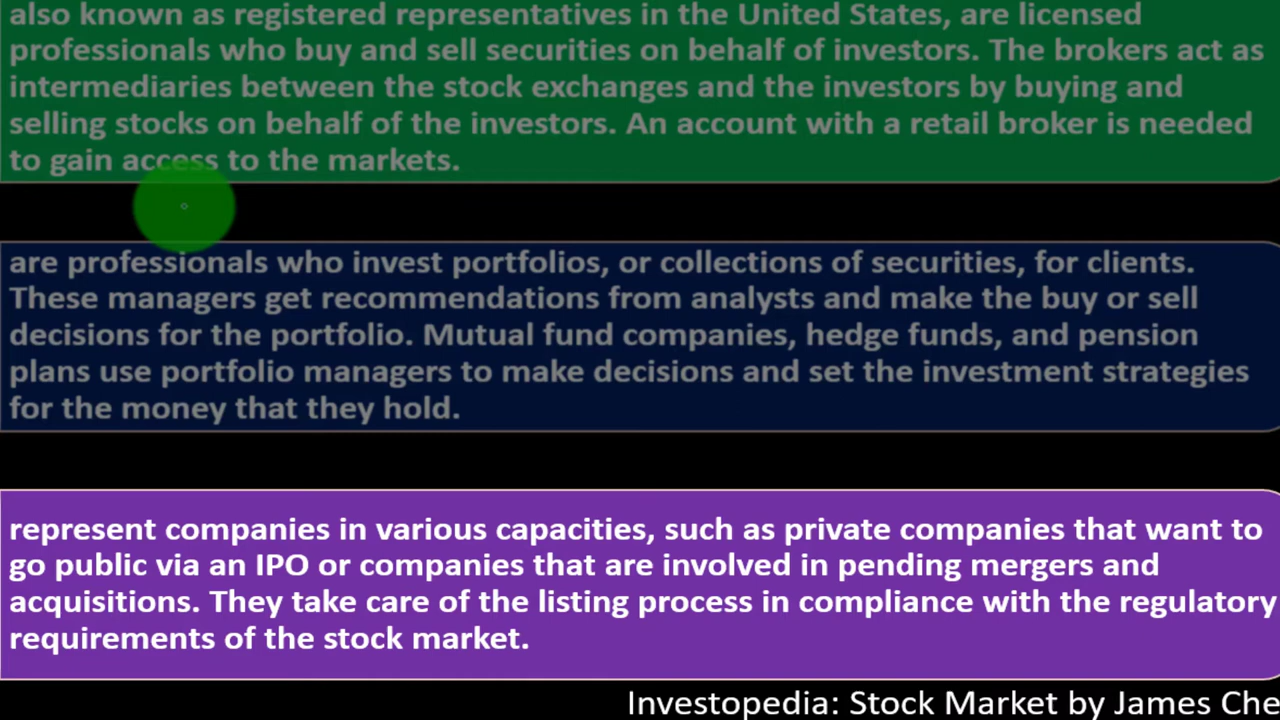 also known as registered representatives in the United States, are licensed
professionals who buy and sell securities on behalf of investors. The brokers act as
intermediaries between the stock exchanges and the investors by buying and
selling stocks on behalf of the investors. An account with a retail broker is needed
to gain access to the markets.
are professionals who invest portfolios, or collections of securities, for clients.
These managers get recommendations from analysts and make the buy or sell
decisions for the portfolio. Mutual fund companies, hedge funds, and pension
plans use portfolio managers to make decisions and set the investment strategies
for the money that they hold.
represent companies in various capacities, such as private companies that want to
go public via an IPO or companies that are involved in pending mergers and
acquisitions. They take care of the listing process in compliance with the regulatory
requirements of the stock market.
Investopedia: Stock Market by James Che